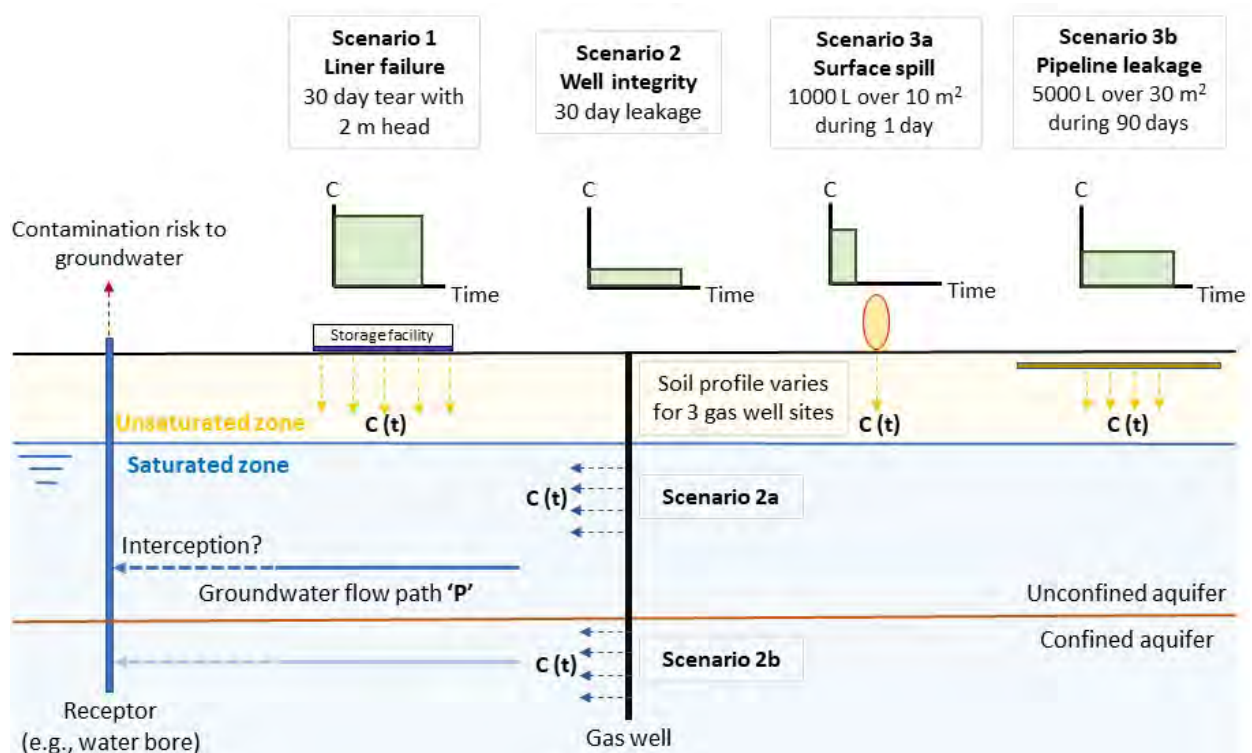 Scenario 1
Liner failure
30 day tear with
2 m head
Scenario 2
Well integrity
30 day leakage
Scenario 3a
Surface spill
1000 L over 10 m²
during 1 day
Scenario 3b
Pipeline leakage
5000 L over 30 m²
during 90 days
C
Time
C
Time
C
Time
C
Time
Contamination risk to
groundwater
Storage facility
Soil profile varies
for 3 gas well sites
Unsaturated zone
C (t)
C (t)
C (t)
Saturated zone
C (t)
Scenario 2a
Interception?
Groundwater flow path 'P'
Unconfined aquifer
Confined aquifer
C (t)
Scenario 2b
Receptor
(e.g., water bore)
Gas well